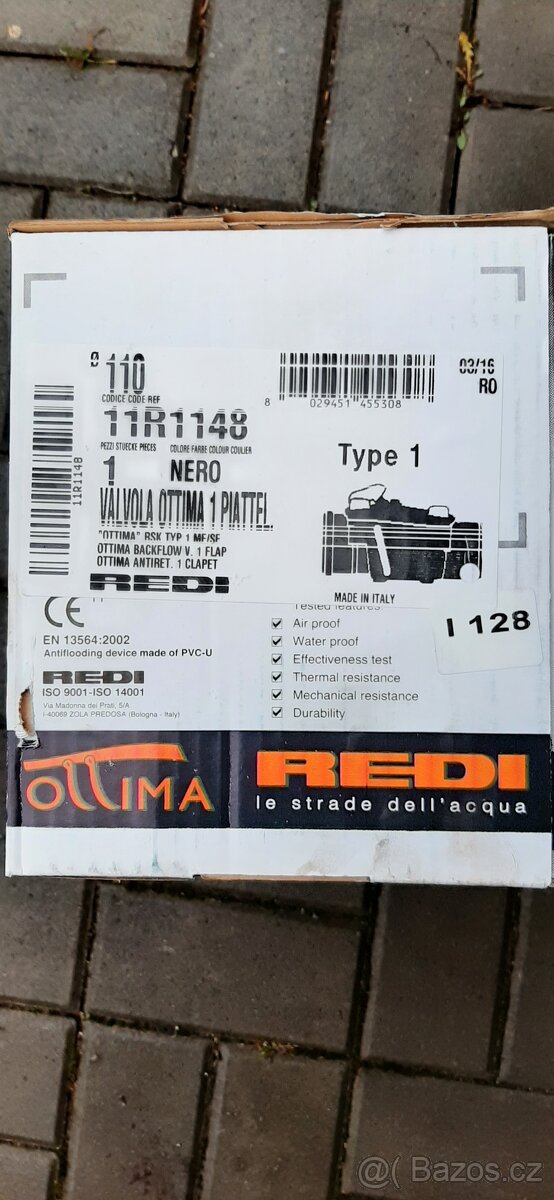 ø 110
CODICE CODE REF
11R1148
PEZZI STUECKE PIECES COLORE FARBE COLOUR COULIER
1 NERO
VALVOLA OTTIMA 1 PIATTEL
"OTTIMA" RSK TYP 1 MF/SF
OTTIMA BACKFLOW V. 1 FLAP
OTTIMA ANTIRET. 1 CLAPET
REDI
11R1148
8 029451 455308
03/16
RO
Type 1
MADE IN ITALY
CE
EN 13564:2002
Antiflooding device made of PVC-U
REDI
ISO 9001-ISO 14001
Via Madonna dei Prati, 5/A
I-40069 ZOLA PREDOSA (Bologna - Italy)
Tested features:
Air proof
Water proof
Effectiveness test
Thermal resistance
Mechanical resistance
Durability
I 128
OTTIMA
REDI
le strade dell'acqua
@( Bazoš.cz